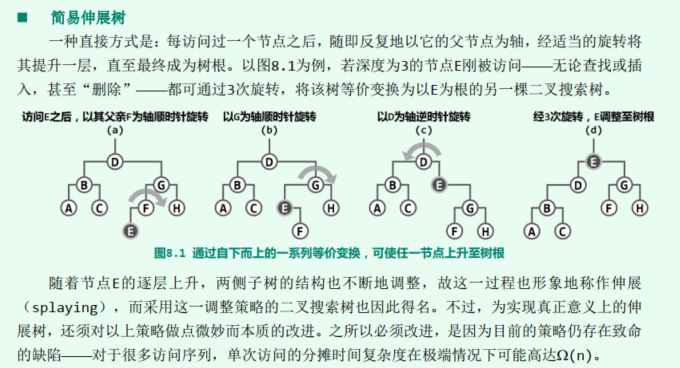 ■ 简易伸展树
一种直接方式是：每访问过一个节点之后，随即反复地以它的父节点为轴，经适当的旋转将
其提升一层，直至最终成为树根。以图8.1为例，若深度为3的节点E刚被访问——无论查找或插
入，甚至“删除”——都可通过3次旋转，将该树等价变换为以E为根的另一棵二叉搜索树。
访问E之后，以其父亲F为轴顺时针旋转 以G为轴顺时针旋转 以D为轴逆时针旋转 经3次旋转，E调整至树根
(a) (b) (c) (d)
D D D E
B G B G B E D G
A C F H A C E H A C G B F H
E F F H A C
图8.1 通过自下而上的一系列等价变换，可使任一节点上升至树根
随着节点E的逐层上升，两侧子树的结构也不断地调整，故这一过程也形象地称作伸展
（splaying），而采用这一调整策略的二叉搜索树也因此得名。不过，为实现真正意义上的伸
展树，还须对以上策略做点微妙而本质的改进。之所以必须改进，是因为目前的策略仍存在致命
的缺陷——对于很多访问序列，单次访问的分摊时间复杂度在极端情况下可能高达Ω(n)。